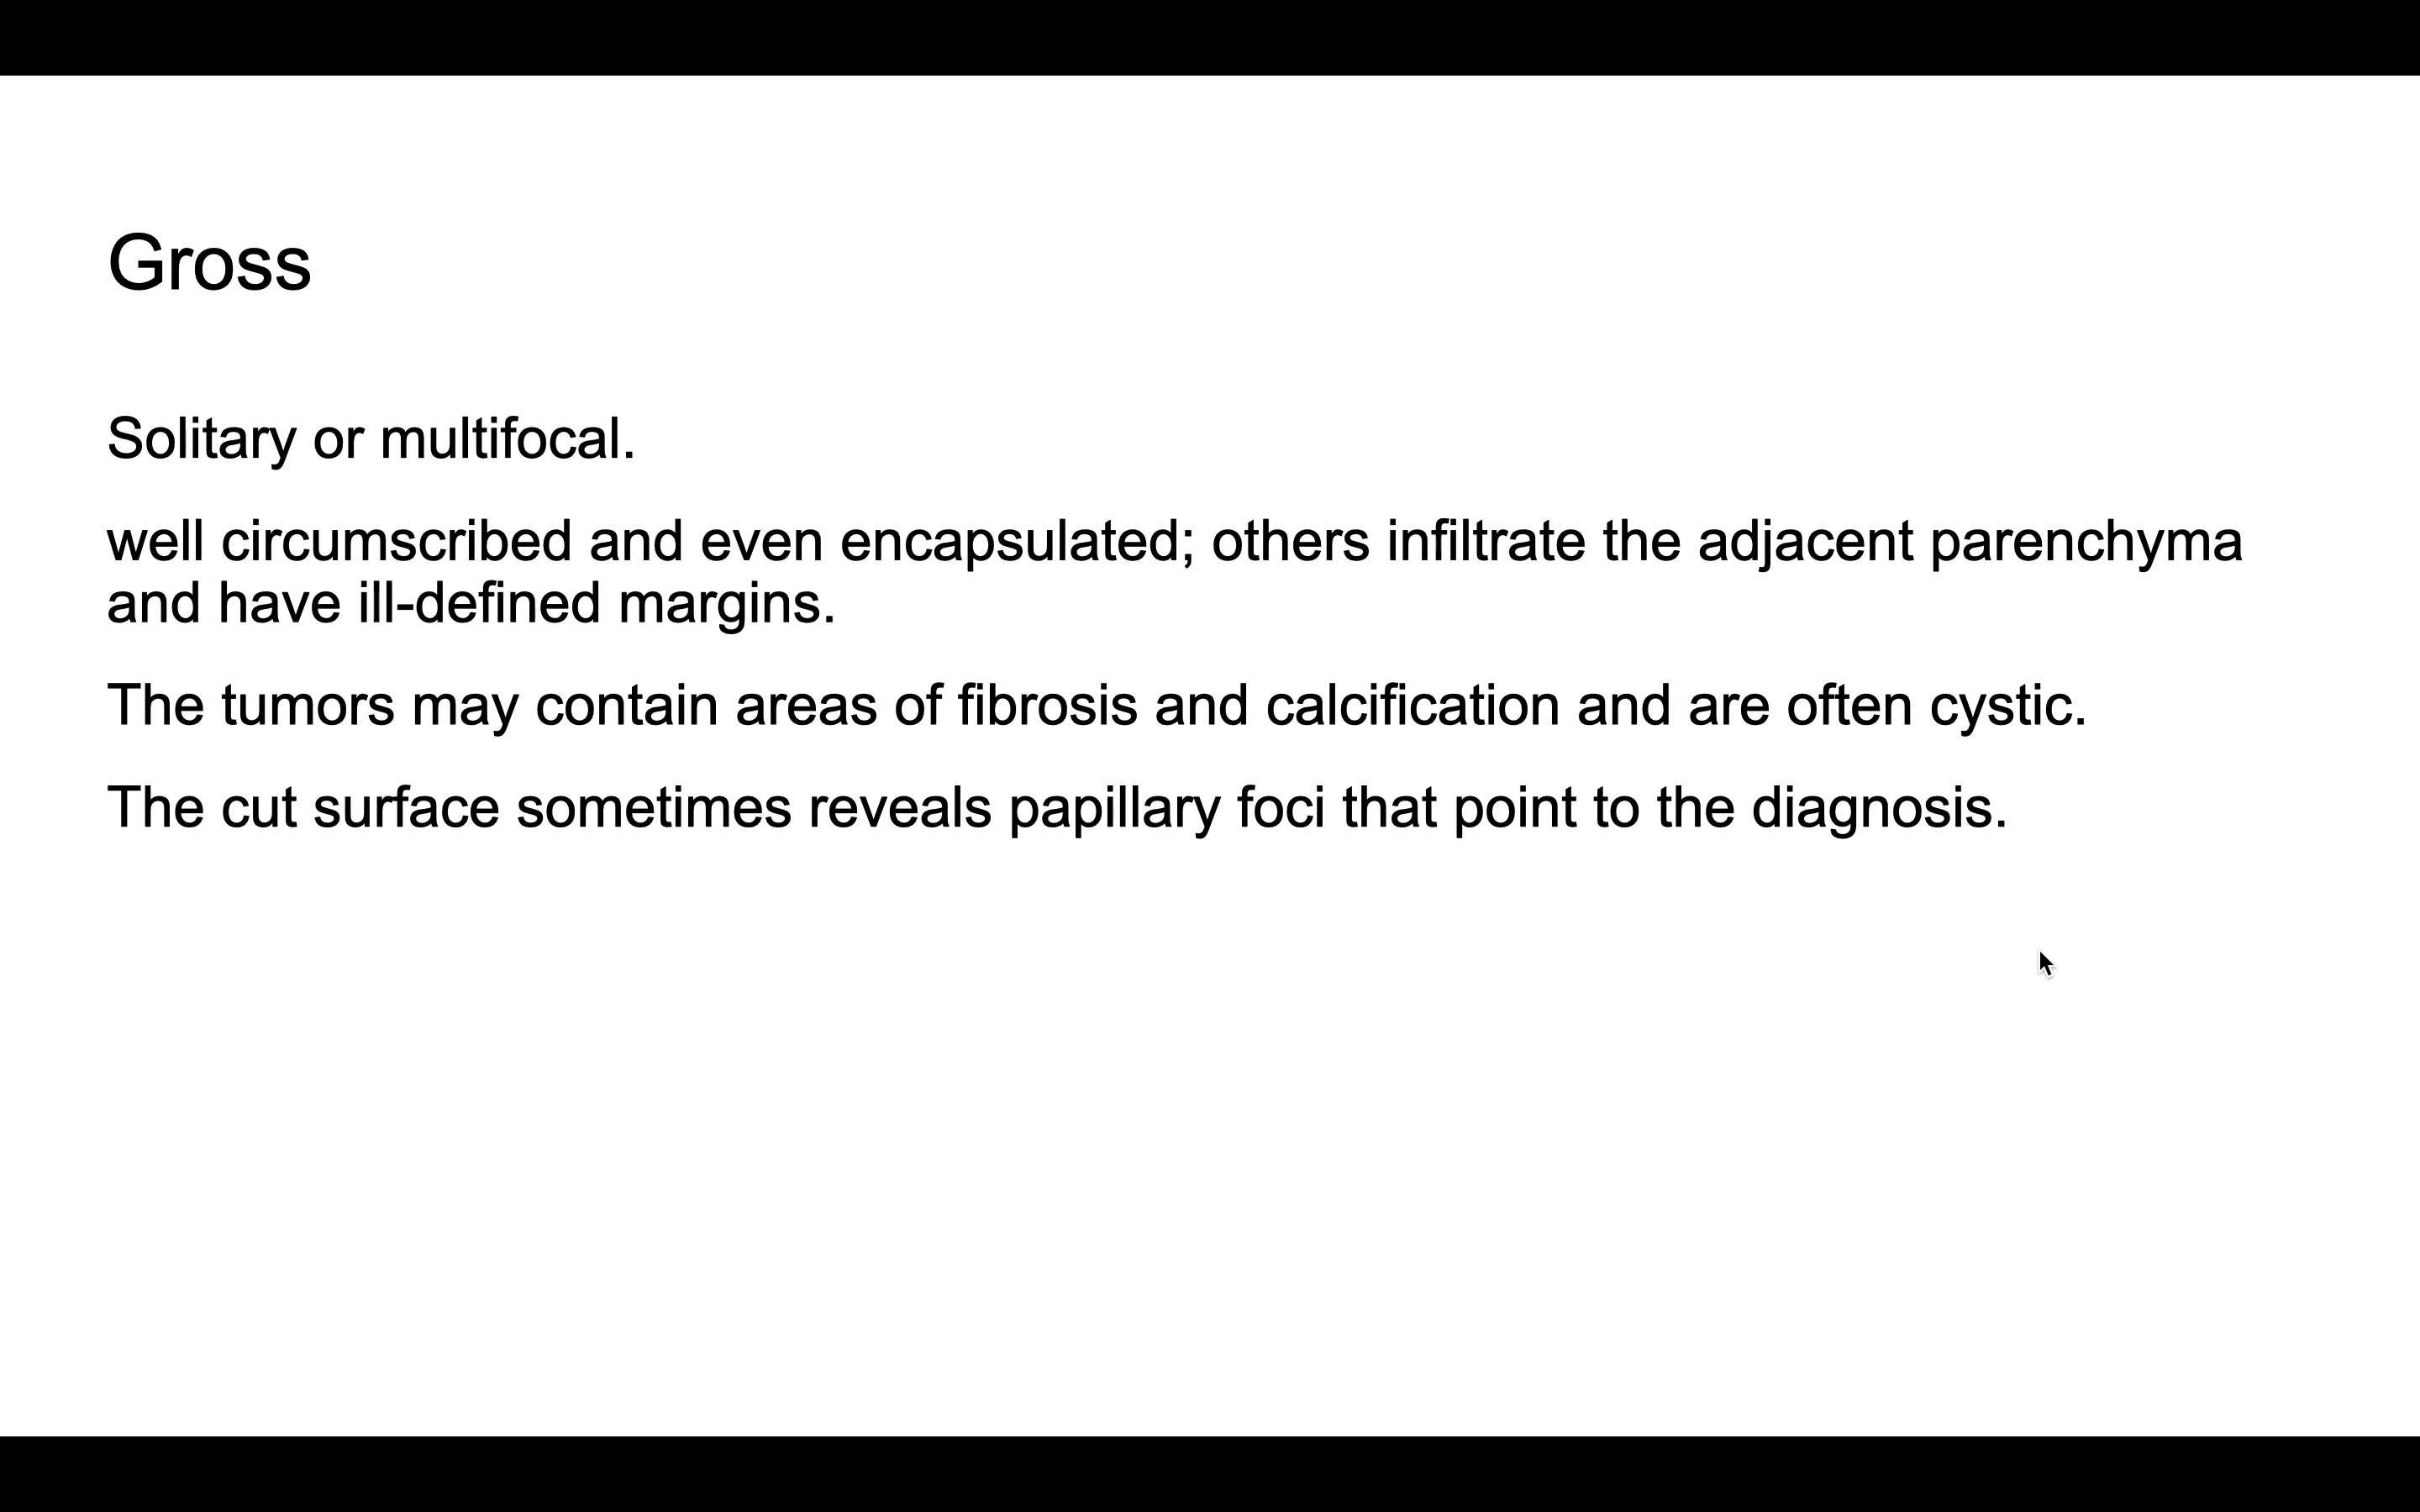 Gross
Solitary or multifocal.
well circumscribed and even encapsulated; others infiltrate the adjacent parenchyma
and have ill-defined margins.
The tumors may contain areas of fibrosis and calcification and are often cystic.
The cut surface sometimes reveals papillary foci that point to the diagnosis.